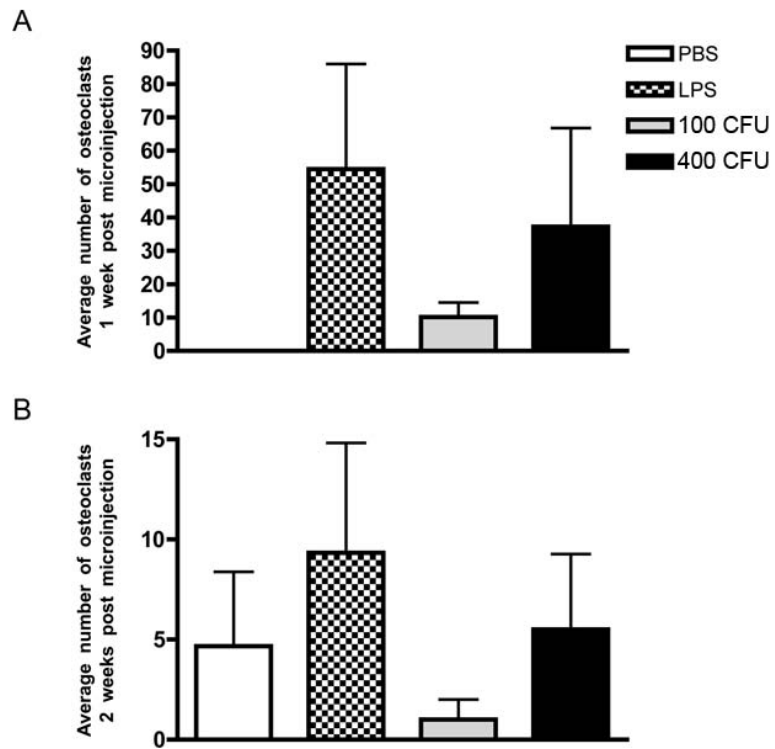 A
Average number of osteoclasts
1 week post microinjection
90
80
70
60
50
40
30
20
10
0
PBS
LPS
100 CFU
400 CFU
B
Average number of osteoclasts
2 weeks post microinjection
15
10
5
0